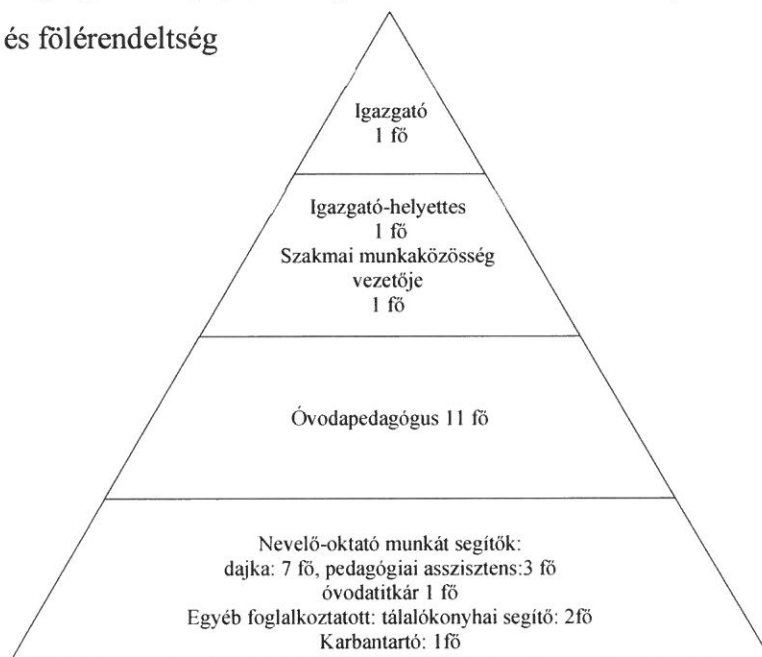 és fölérendeltség
Igazgató
1 fő
Igazgató-helyettes
1 fő
Szakmai munkaközösség
vezetője
1 fő
Óvodapedagógus 11 fő
Nevelő-oktató munkát segítők:
dajka: 7 fő, pedagógiai asszisztens:3 fő
óvodatitkár 1 fő
Egyéb foglalkoztatott: tálalókonyhai segítő: 2fő
Karbantartó: 1fő